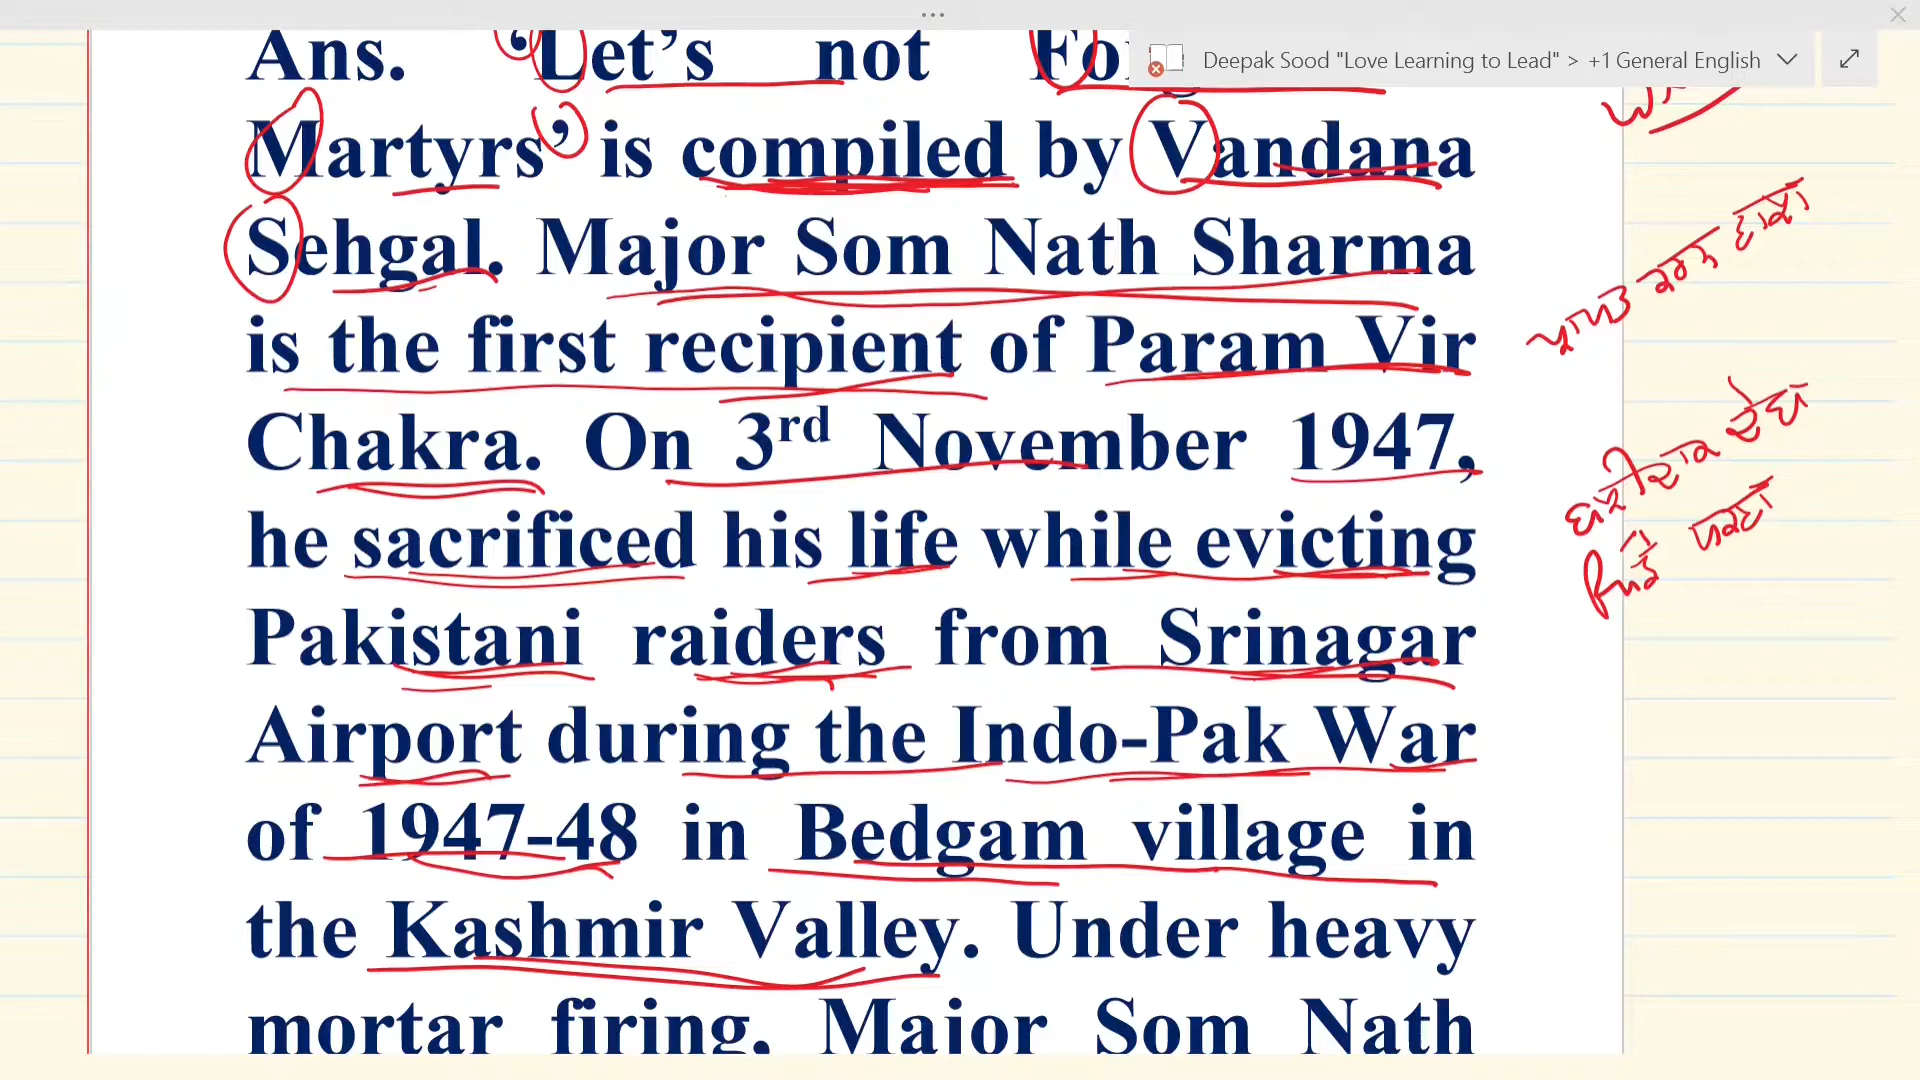 Deepak Sood "Love Learning to Lead" > +1 General English
Ans. ‘Let’s not
Martyrs’ is compiled by Vandana
Sehgal. Major Som Nath Sharma
is the first recipient of Param Vir
Chakra. On 3rd November 1947,
he sacrificed his life while evicting
Pakistani raiders from Srinagar
Airport during the Indo-Pak War
of 1947-48 in Bedgam village in
the Kashmir Valley. Under heavy
mortar firing, Major Som Nath